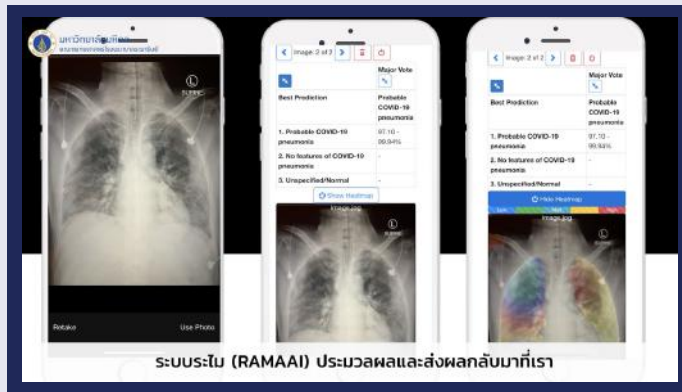 มหาวิทยาลัยมหิดล
L
SUPINE
Retake
Use Photo
Image: 2 of 2
Major Vote
Best Prediction
Probable COVID-19 pneumonia
1. Probable COVID-19 pneumonia
97.10 - 99.94%
2. No features of COVID-19 pneumonia
-
3. Unspecified/Normal
-
Show Heatmap
image.jpg
L
Image: 2 of 2
Major Vote
Best Prediction
Probable COVID-19 pneumonia
1. Probable COVID-19 pneumonia
97.10 - 99.94%
2. No features of COVID-19 pneumonia
-
3. Unspecified/Normal
-
Hide Heatmap
Low
High
image.jpg
L
ระบบระไม (RAMAAI) ประมวลผลและส่งผลกลับมาที่เรา